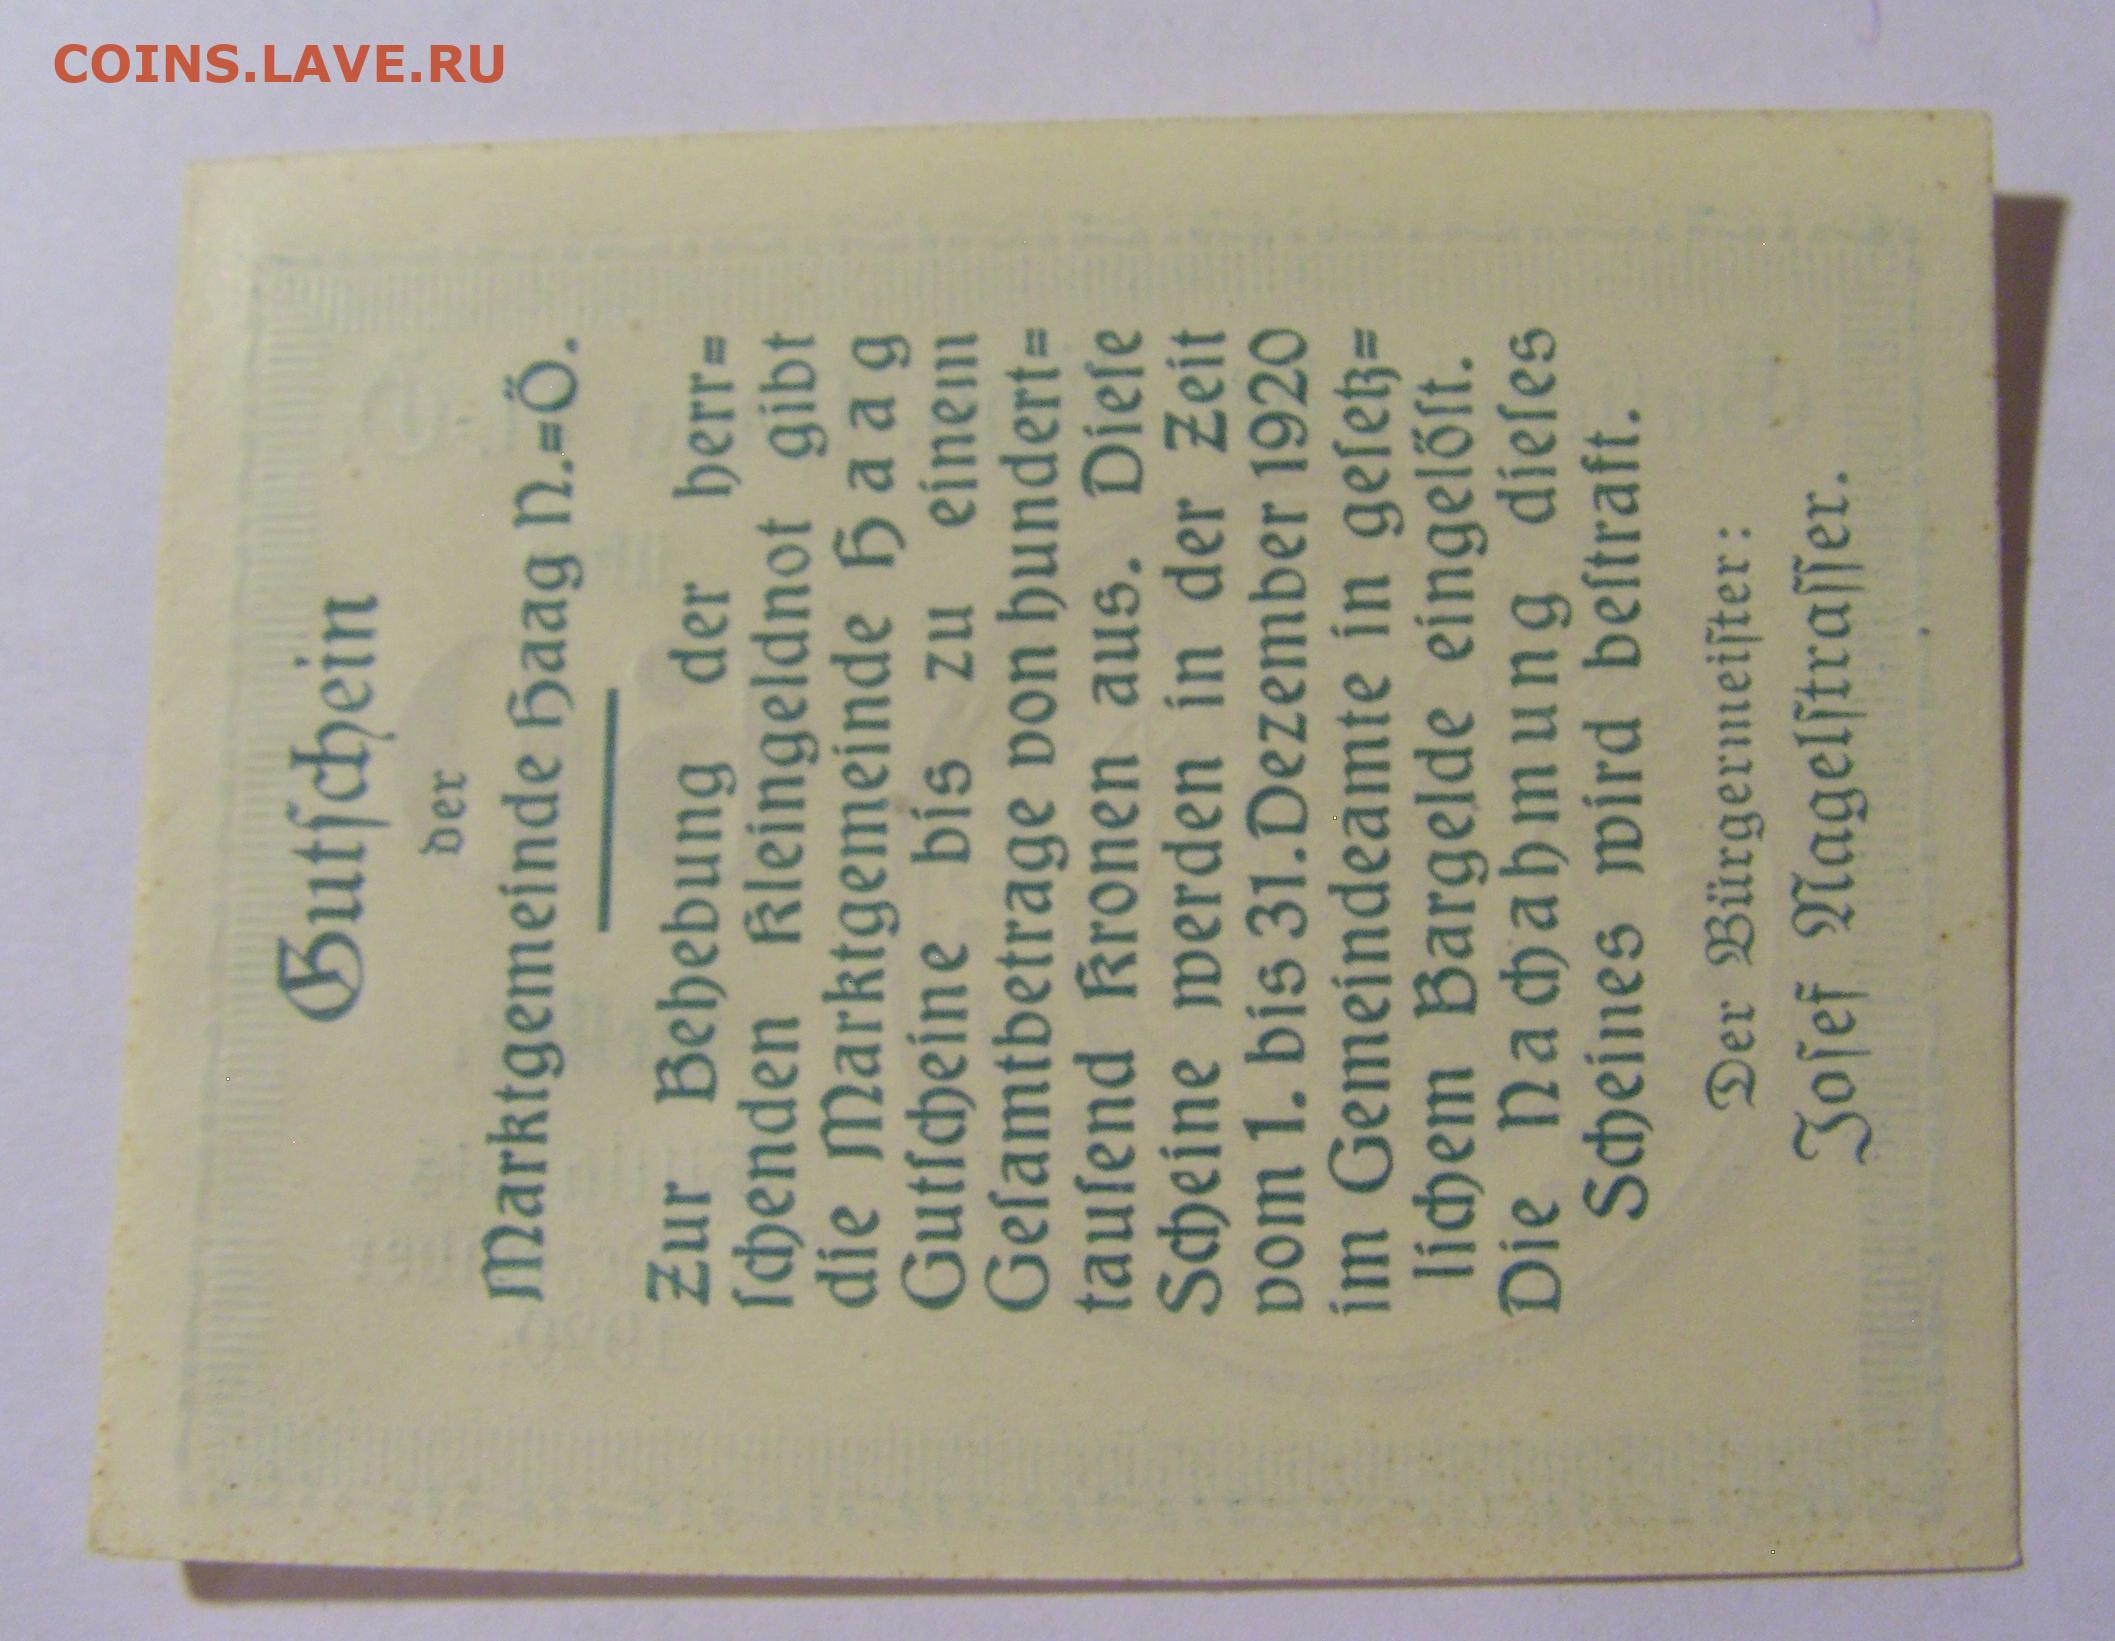 COINS.LAVE.RU
Gutſchein
der
Marktgemeinde Haag N.=Ö.
Zur Behebung der herr=
ſchenden Kleingeldnot gibt
die Marktgemeinde Haag
Gutſcheine bis zu einem
Geſamtbetrage von hundert=
tauſend Kronen aus. Dieſe
Scheine werden in der Zeit
vom 1. bis 31. Dezember 1920
im Gemeindeamte in geſetz=
lichem Bargelde eingelöſt.
Die Nachahmung dieſes
Scheines wird beſtraft.
Der Bürgermeiſter:
Joſef Nagelſtraſſer.